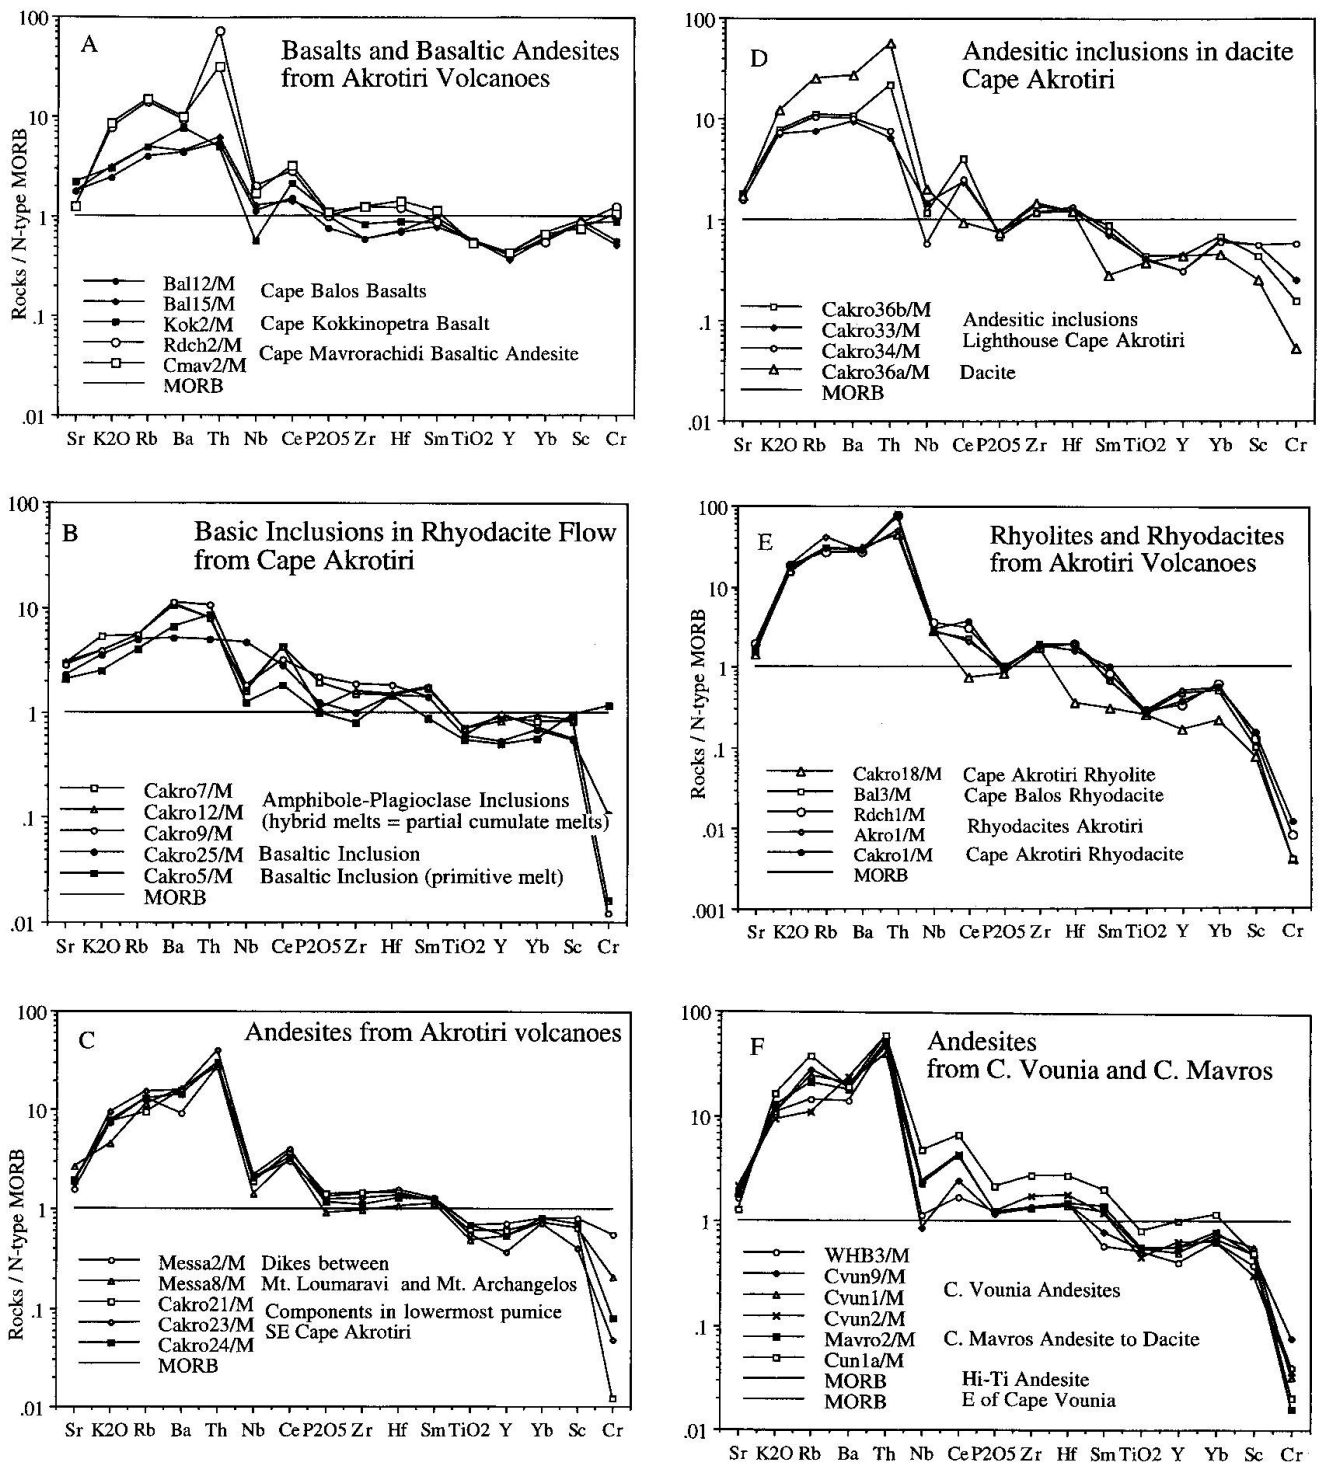 A
Basalts and Basaltic Andesites
from Akrotiri Volcanoes
Rocks / N-type MORB
100
10
1
.1
.01
Bal12/M
Bal15/M
Cape Balos Basalts
Kok2/M
Cape Kokkinopetra Basalt
Rdch2/M
Cmav2/M
Cape Mavrorachidi Basaltic Andesite
MORB
Sr K2O Rb Ba Th Nb Ce P2O5 Zr Hf Sm TiO2 Y Yb Sc Cr
B
Basic Inclusions in Rhyodacite Flow
from Cape Akrotiri
100
10
1
.1
.01
Cakro7/M
Cakro12/M
Cakro9/M
Amphibole-Plagioclase Inclusions
(hybrid melts = partial cumulate melts)
Cakro25/M Basaltic Inclusion
Cakro5/M Basaltic Inclusion (primitive melt)
MORB
Sr K2O Rb Ba Th Nb Ce P2O5 Zr Hf Sm TiO2 Y Yb Sc Cr
C
Andesites from Akrotiri volcanoes
Rocks / N-type MORB
100
10
1
.1
.01
Messa2/M Dikes between
Messa8/M Mt. Loumaravi and Mt. Archangelos
Cakro21/M
Cakro23/M
Cakro24/M
Components in lowermost pumice
SE Cape Akrotiri
MORB
Sr K2O Rb Ba Th Nb Ce P2O5 Zr Hf Sm TiO2 Y Yb Sc Cr
D
Andesitic inclusions in dacite
Cape Akrotiri
100
10
1
.1
.01
Cakro36b/M
Cakro33/M
Cakro34/M
Andesitic inclusions
Lighthouse Cape Akrotiri
Cakro36a/M Dacite
MORB
Sr K2O Rb Ba Th Nb Ce P2O5 Zr Hf Sm TiO2 Y Yb Sc Cr
E
Rhyolites and Rhyodacites
from Akrotiri Volcanoes
Rocks / N-type MORB
100
10
1
.1
.01
.001
Cakro18/M Cape Akrotiri Rhyolite
Bal3/M Cape Balos Rhyodacite
Rdch1/M
Akro1/M
Rhyodacites Akrotiri
Cakro1/M Cape Akrotiri Rhyodacite
MORB
Sr K2O Rb Ba Th Nb Ce P2O5 Zr Hf Sm TiO2 Y Yb Sc Cr
F
Andesites
from C. Vounia and C. Mavros
100
10
1
.1
.01
WHB3/M
Cvun9/M
Cvun1/M
Cvun2/M
C. Vounia Andesites
Mavro2/M C. Mavros Andesite to Dacite
Cun1a/M
MORB Hi-Ti Andesite
MORB E of Cape Vounia
Sr K2O Rb Ba Th Nb Ce P2O5 Zr Hf Sm TiO2 Y Yb Sc Cr